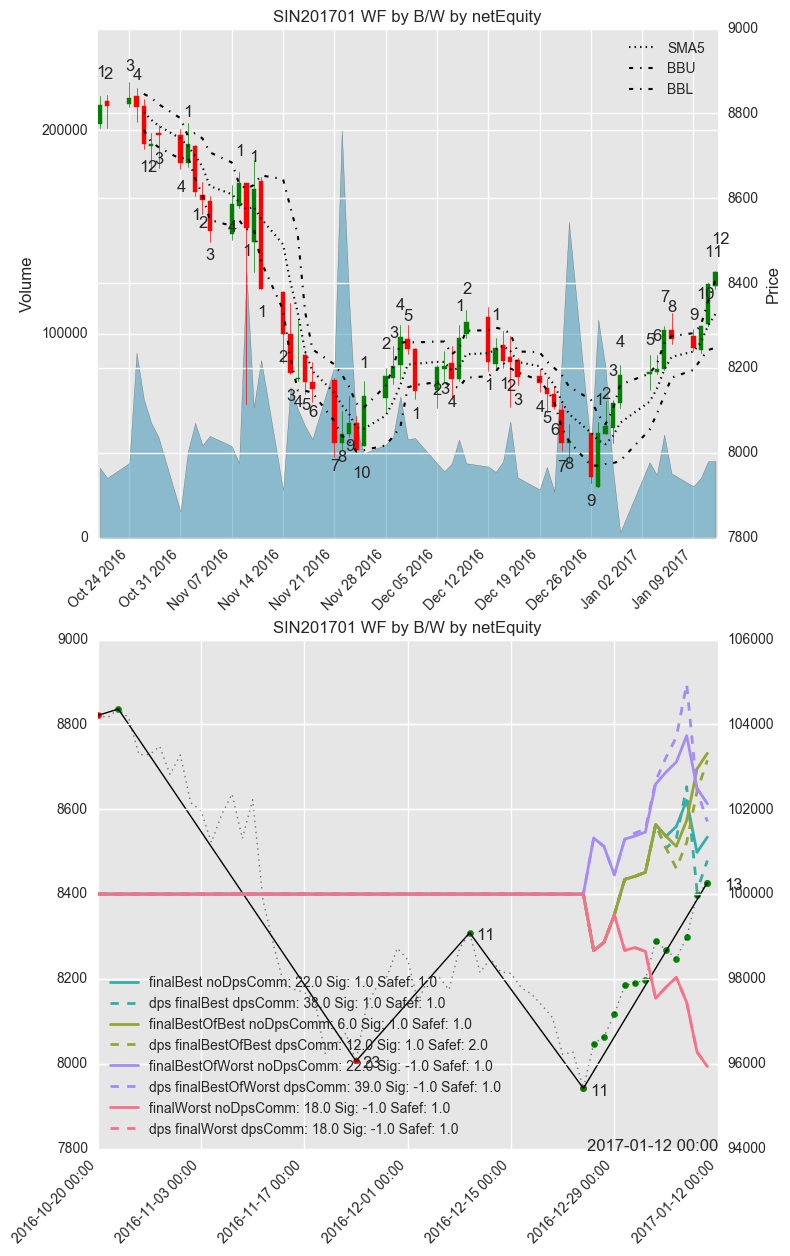 SIN201701 WF by B/W by netEquity
9000
SMA5
BBU
BBL
8800
200000
8600
Volume
Price
8400
100000
8200
8000
0
7800
Oct 24 2016
Oct 31 2016
Nov 07 2016
Nov 14 2016
Nov 21 2016
Nov 28 2016
Dec 05 2016
Dec 12 2016
Dec 19 2016
Dec 26 2016
Jan 02 2017
Jan 09 2017
SIN201701 WF by B/W by netEquity
9000
106000
8800
104000
8600
102000
8400
13
100000
11
8200
98000
finalBest noDpsComm: 22.0 Sig: 1.0 Safef: 1.0
dps finalBest dpsComm: 38.0 Sig: 1.0 Safef: 1.0
finalBestOfBest noDpsComm: 6.0 Sig: 1.0 Safef: 1.0
dps finalBestOfBest dpsComm: 12.0 Sig: 1.0 Safef: 2.0
8000
23
96000
finalBestOfWorst noDpsComm: 22.0 Sig: -1.0 Safef: 1.0
dps finalBestOfWorst dpsComm: 39.0 Sig: -1.0 Safef: 1.0
11
finalWorst noDpsComm: 18.0 Sig: -1.0 Safef: 1.0
dps finalWorst dpsComm: 18.0 Sig: -1.0 Safef: 1.0
2017-01-12 00:00
7800
94000
2016-10-20 00:00
2016-11-03 00:00
2016-11-17 00:00
2016-12-01 00:00
2016-12-15 00:00
2016-12-29 00:00
2017-01-12 00:00